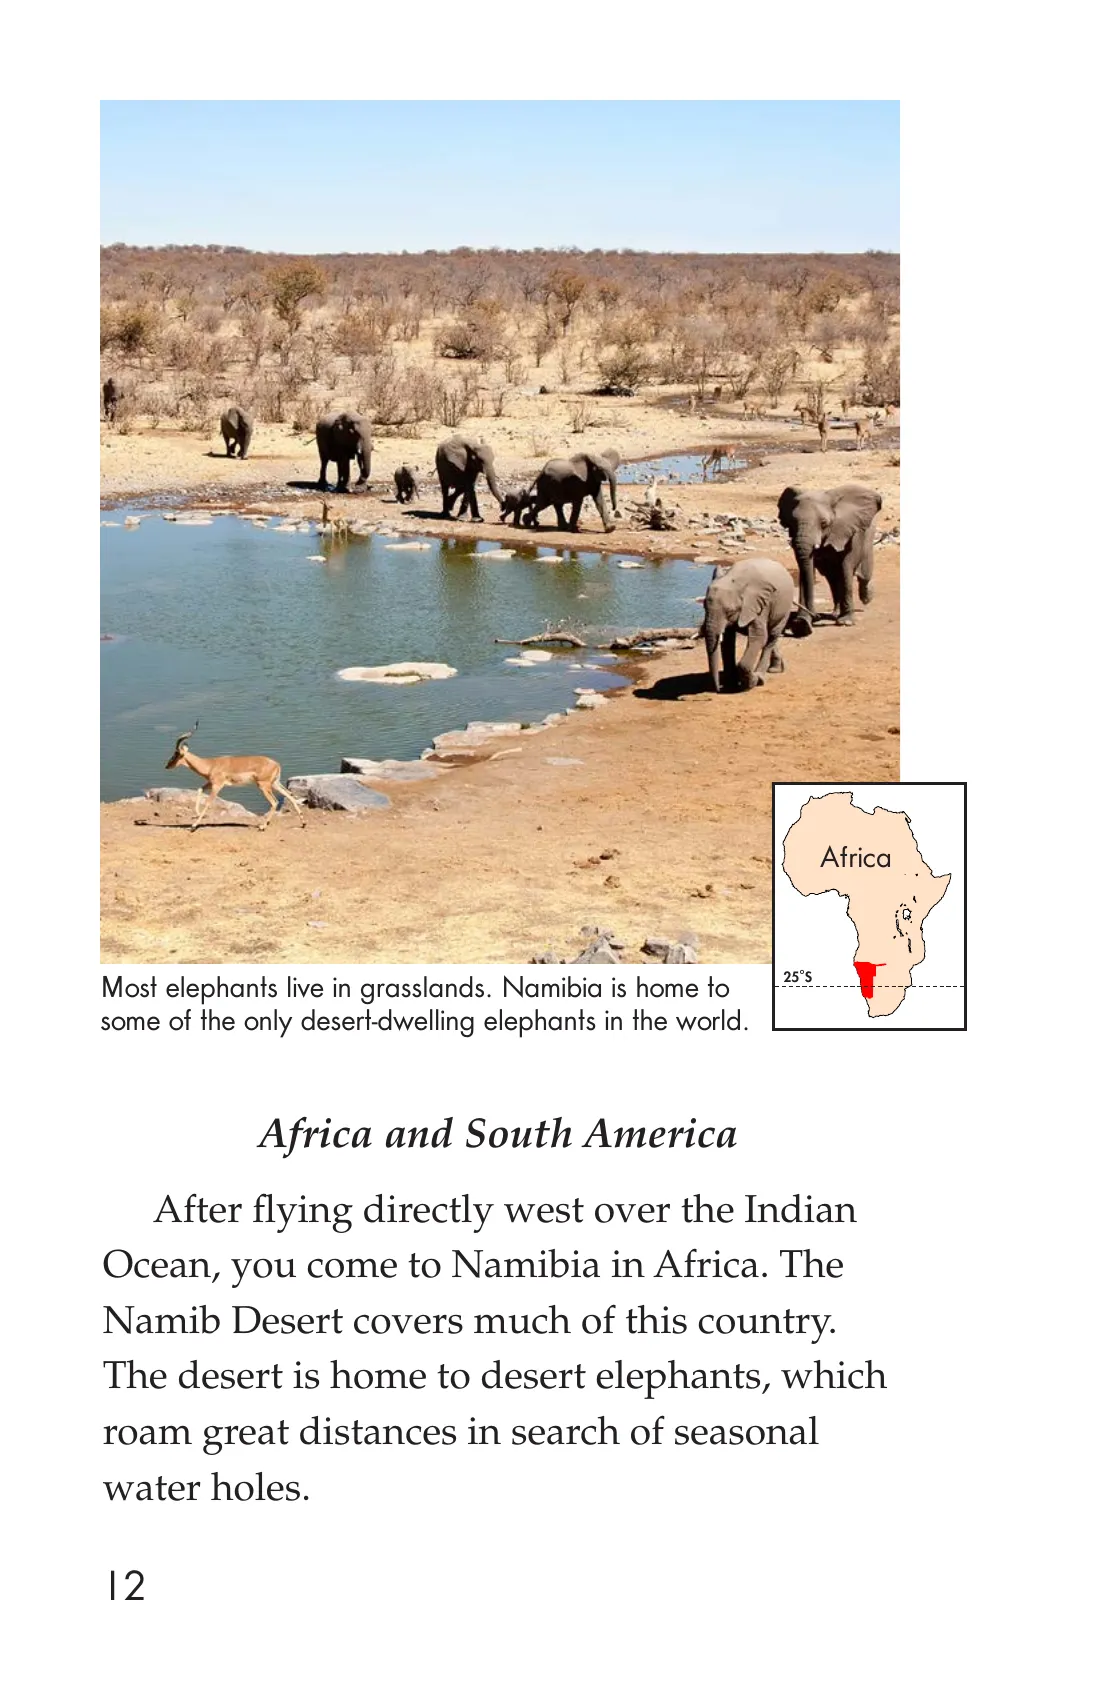 Africa
25°S
Most elephants live in grasslands. Namibia is home to
some of the only desert-dwelling elephants in the world.
Africa and South America
After flying directly west over the Indian
Ocean, you come to Namibia in Africa. The
Namib Desert covers much of this country.
The desert is home to desert elephants, which
roam great distances in search of seasonal
water holes.
12